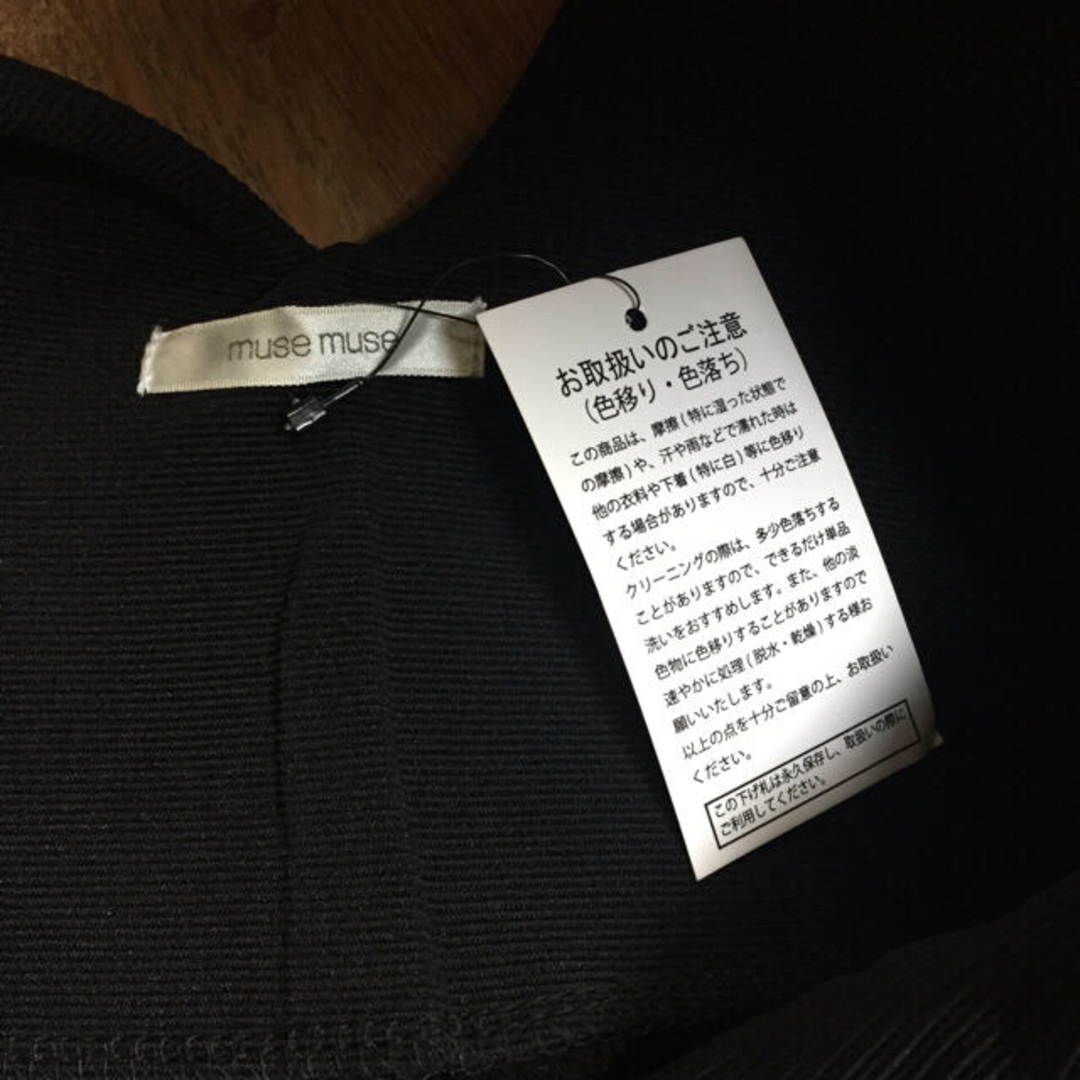 muse muse
お取扱いのご注意
(色移り・色落ち)
この商品は、摩擦(特に湿った状態で
の摩擦)や、汗や雨などで濡れた時は
他の衣料や下着(特に白)等に色移り
する場合がありますので、十分ご注意
ください。
クリーニングの際は、多少色落ちする
ことがありますので、できるだけ単品
洗いをおすすめします。また、他の淡
色物に色移りすることがありますので
速やかに処理(脱水・乾燥)する様お
願いいたします。
以上の点を十分ご留意の上、お取扱い
ください。
この下げ札は永久保存し、取扱いの際に
ご利用してください。